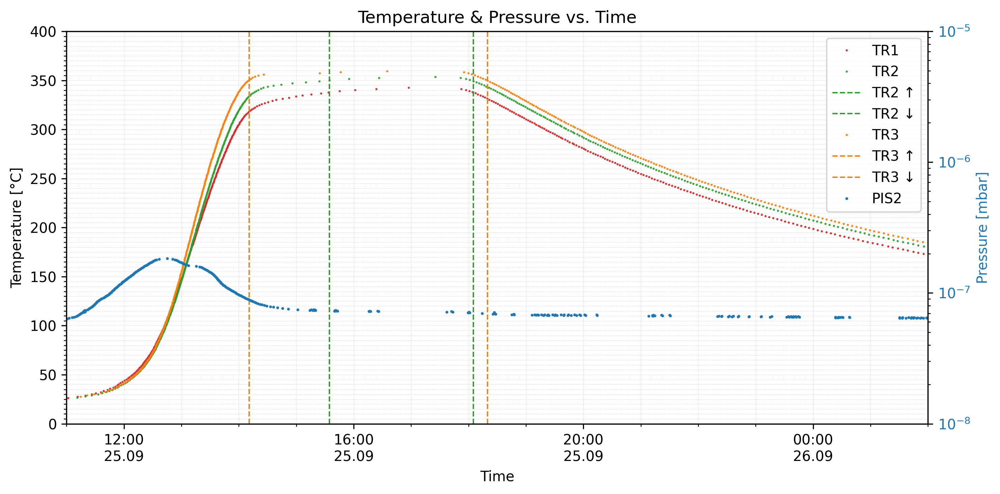 Temperature & Pressure vs. Time
400
350
300
250
200
150
100
50
0
Temperature [°C]
10⁻⁵
10⁻⁶
10⁻⁷
10⁻⁸
Pressure [mbar]
TR1
TR2
TR2 ↑
TR2 ↓
TR3
TR3 ↑
TR3 ↓
PIS2
12:00
25.09
16:00
25.09
20:00
25.09
00:00
26.09
Time